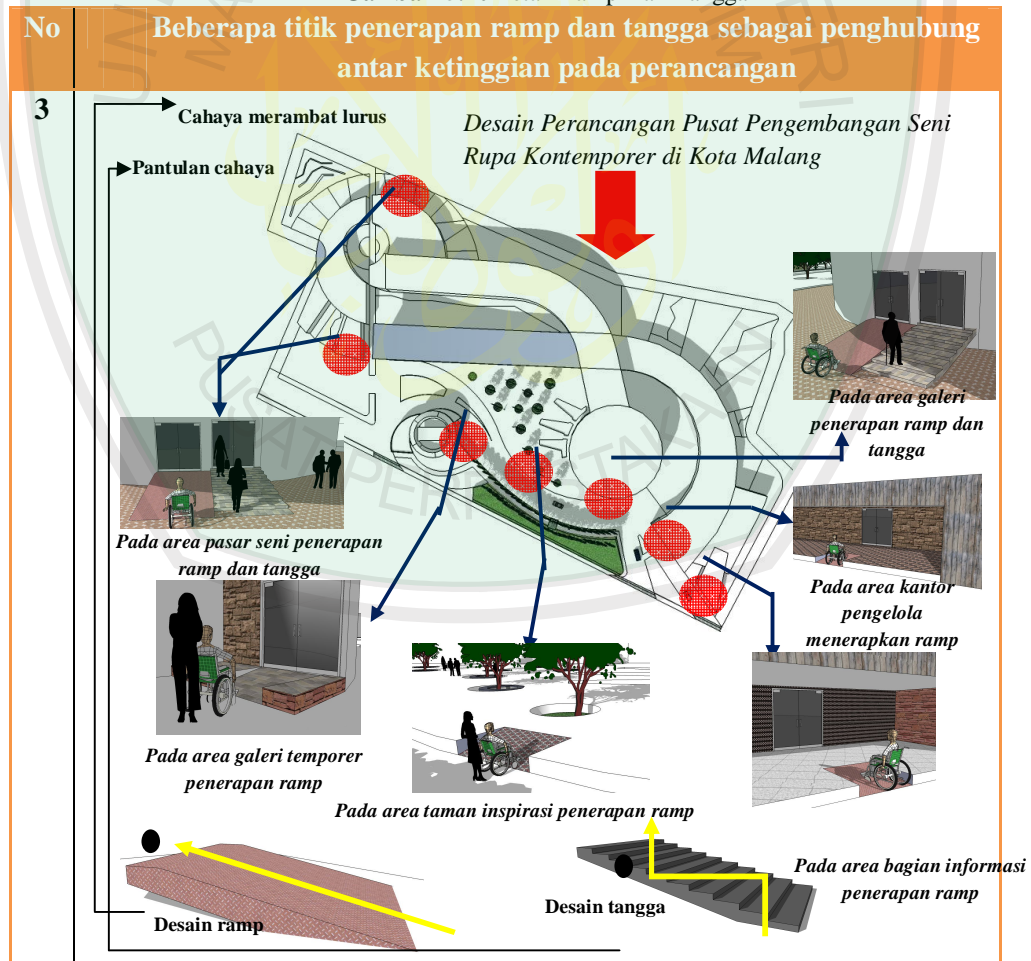 No
Beberapa titik penerapan ramp dan tangga sebagai penghubung
antar ketinggian pada perancangan
3
Cahaya merambat lurus
Pantulan cahaya
Desain Perancangan Pusat Pengembangan Seni
Rupa Kontemporer di Kota Malang
Pada area galeri
penerapan ramp dan
tangga
Pada area pasar seni penerapan
ramp dan tangga
Pada area kantor
pengelola
menerapkan ramp
Pada area galeri temporer
penerapan ramp
Pada area taman inspirasi penerapan ramp
Pada area bagian informasi
penerapan ramp
Desain ramp
Desain tangga
PUSAT